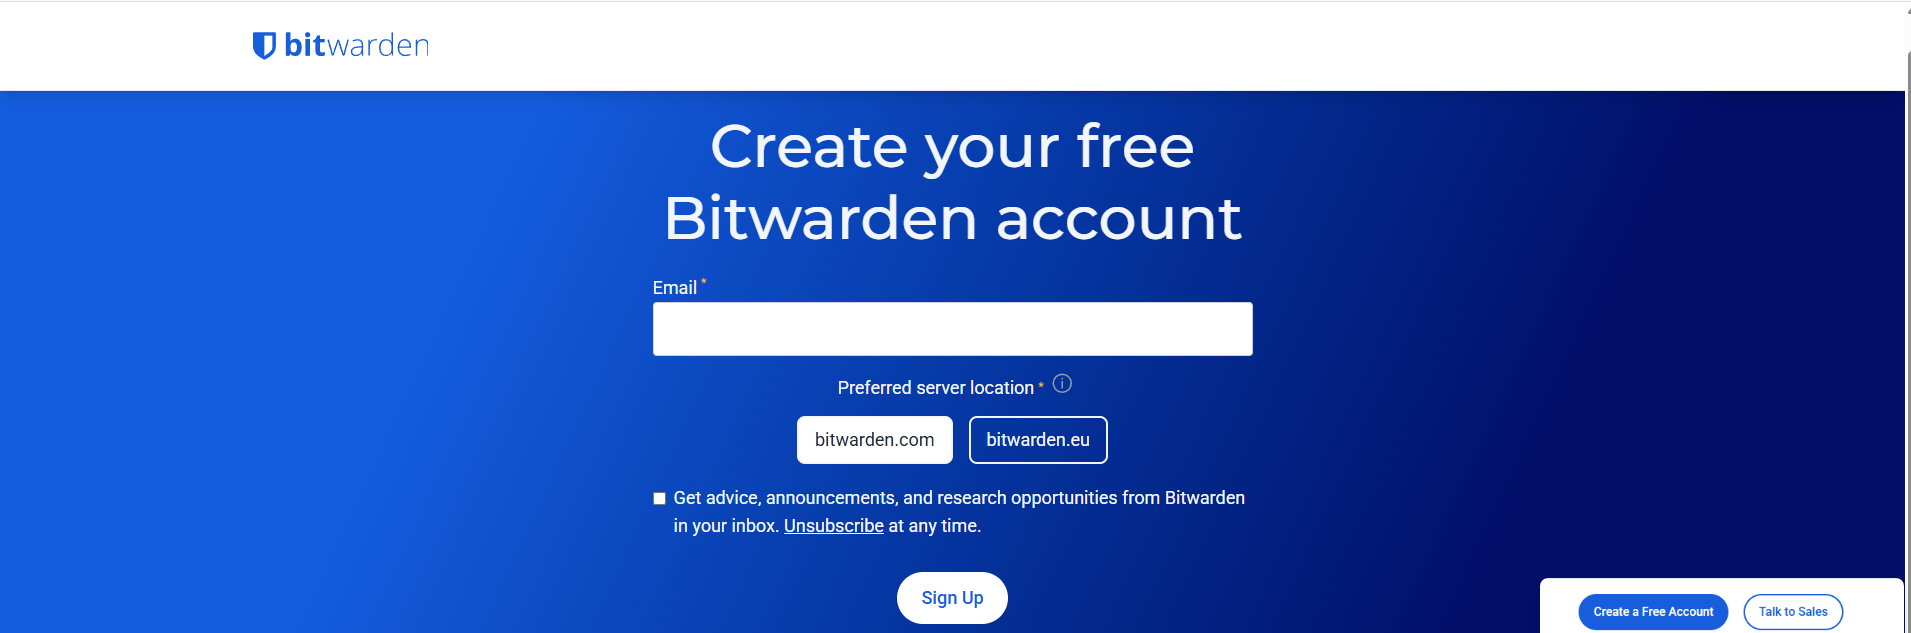 bitwarden
Create your free
Bitwarden account
Email *
Preferred server location *
bitwarden.com
bitwarden.eu
Get advice, announcements, and research opportunities from Bitwarden
in your inbox. Unsubscribe at any time.
Sign Up
Create a Free Account
Talk to Sales